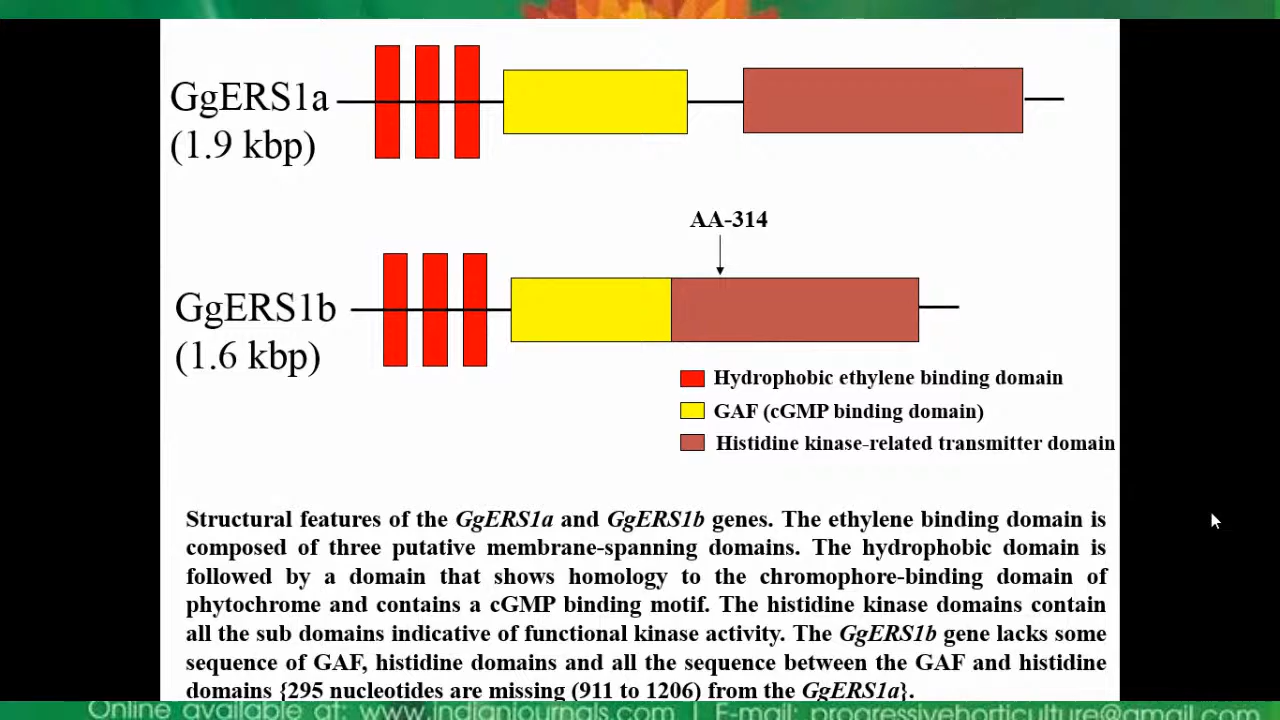 GgERS1a
(1.9 kbp)
AA-314
GgERS1b
(1.6 kbp)
Hydrophobic ethylene binding domain
GAF (cGMP binding domain)
Histidine kinase-related transmitter domain
Structural features of the GgERS1a and GgERS1b genes. The ethylene binding domain is
composed of three putative membrane-spanning domains. The hydrophobic domain is
followed by a domain that shows homology to the chromophore-binding domain of
phytochrome and contains a cGMP binding motif. The histidine kinase domains contain
all the sub domains indicative of functional kinase activity. The GgERS1b gene lacks some
sequence of GAF, histidine domains and all the sequence between the GAF and histidine
domains {295 nucleotides are missing (911 to 1206) from the GgERS1a}.
Online available at: www.indianjournals.com | E-mail: progressivehorticulture@gmail.com